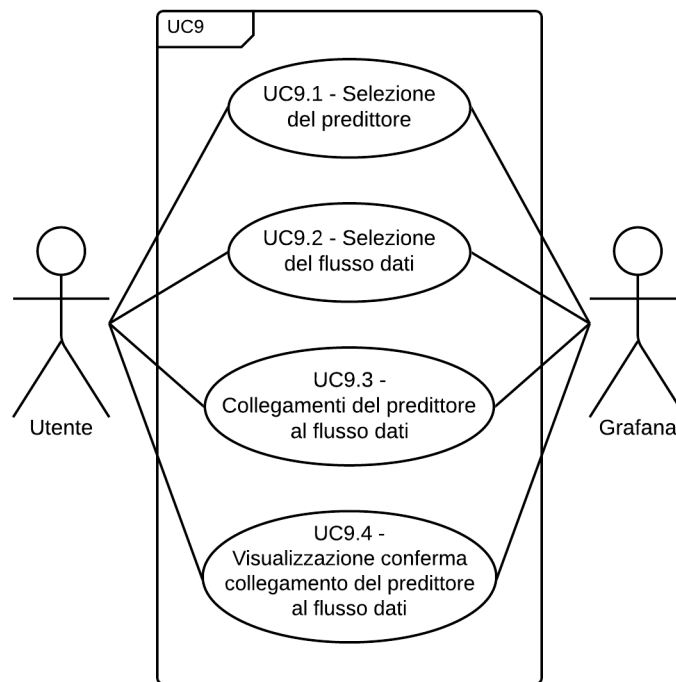 UC9
UC9.1 - Selezione
del predittore
UC9.2 - Selezione
del flusso dati
UC9.3 -
Collegamenti del predittore
al flusso dati
Utente
Grafana
UC9.4 -
Visualizzazione conferma
collegamento del predittore
al flusso dati